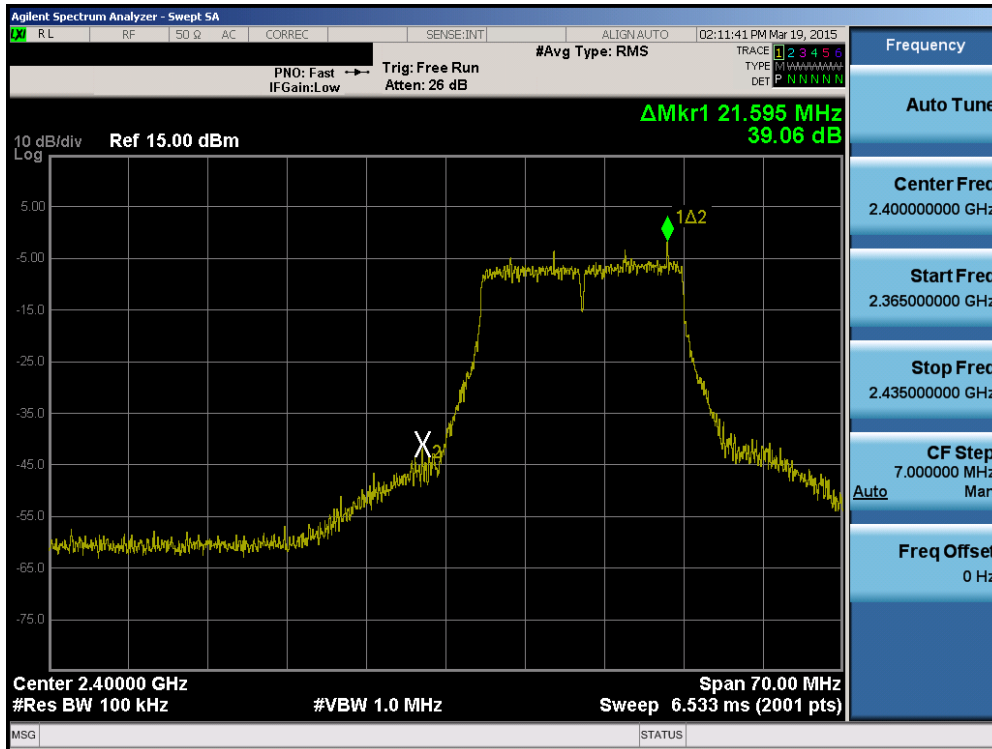 Agilent Spectrum Analyzer - Swept SA
LXI RL RF 50 Ω AC CORREC SENSE:INT ALIGN AUTO 02:11:41 PM Mar 19, 2015
#Avg Type: RMS TRACE 1 2 3 4 5 6
PNO: Fast Trig: Free Run TYPE
IFGain:Low Atten: 26 dB DET P N N N N N
ΔMkr1 21.595 MHz
39.06 dB
10 dB/div Ref 15.00 dBm
Log
1Δ2
5.00
-5.00
-15.0
-25.0
-35.0
X2
-45.0
-55.0
-65.0
-75.0
Center 2.40000 GHz Span 70.00 MHz
#Res BW 100 kHz #VBW 1.0 MHz Sweep 6.533 ms (2001 pts)
MSG STATUS
Frequency
Auto Tune
Center Freq
2.400000000 GHz
Start Freq
2.365000000 GHz
Stop Freq
2.435000000 GHz
CF Step
7.000000 MHz
Auto Man
Freq Offset
0 Hz